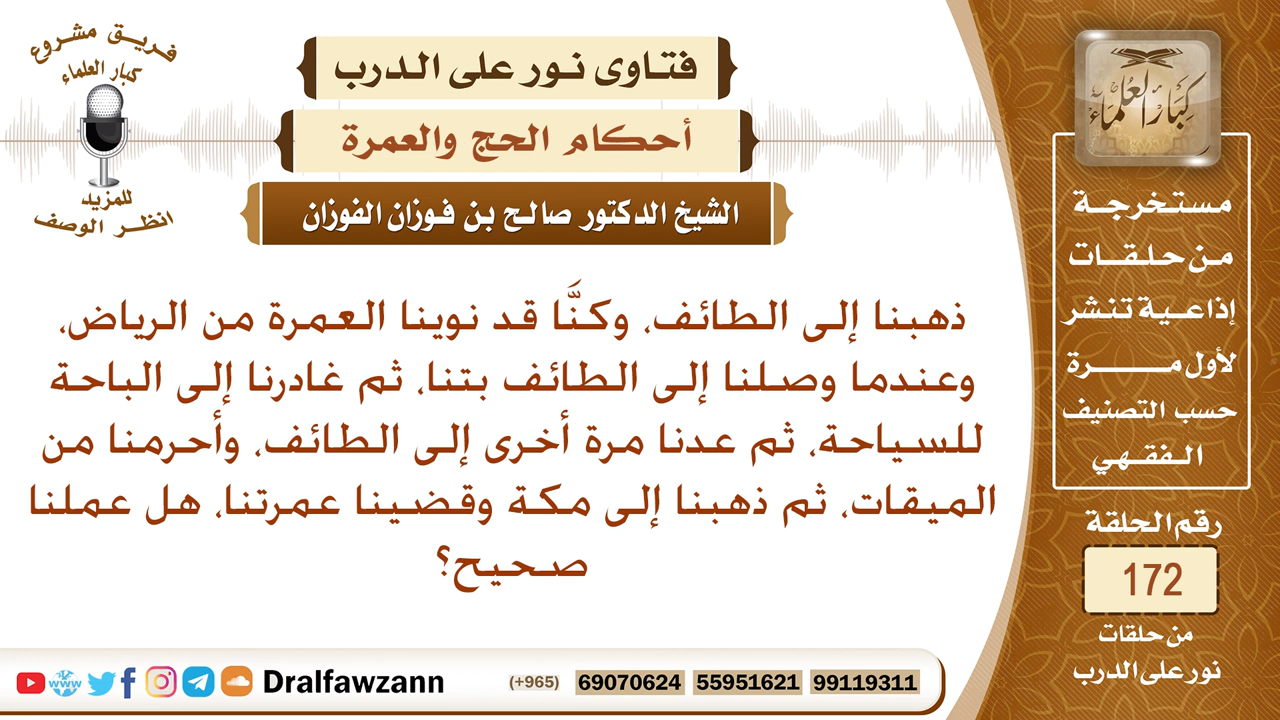 فريق مشروع
كبار العلماء
للمزيد
انظر الوصف
فتاوى نور على الدرب
أحكام الحج والعمرة
الشيخ الدكتور صالح بن فوزان الفوزان
ذهبنا إلى الطائف، وكنَّا قد نوينا العمرة من الرياض،
وعندما وصلنا إلى الطائف بتنا، ثم غادرنا إلى الباحة
للسياحة، ثم عدنا مرة أخرى إلى الطائف، وأحرمنا من
الميقات، ثم ذهبنا إلى مكة وقضينا عمرتنا، هل عملنا
صحيح؟
كبار العلماء
مستخرجة
من حلقات
إذاعية تنشر
لأول مرة
حسب التصنيف
الفقهي
رقم الحلقة
172
من حلقات
نور على الدرب
www
Dralfawzann
(+965) 69070624 55951621 99119311